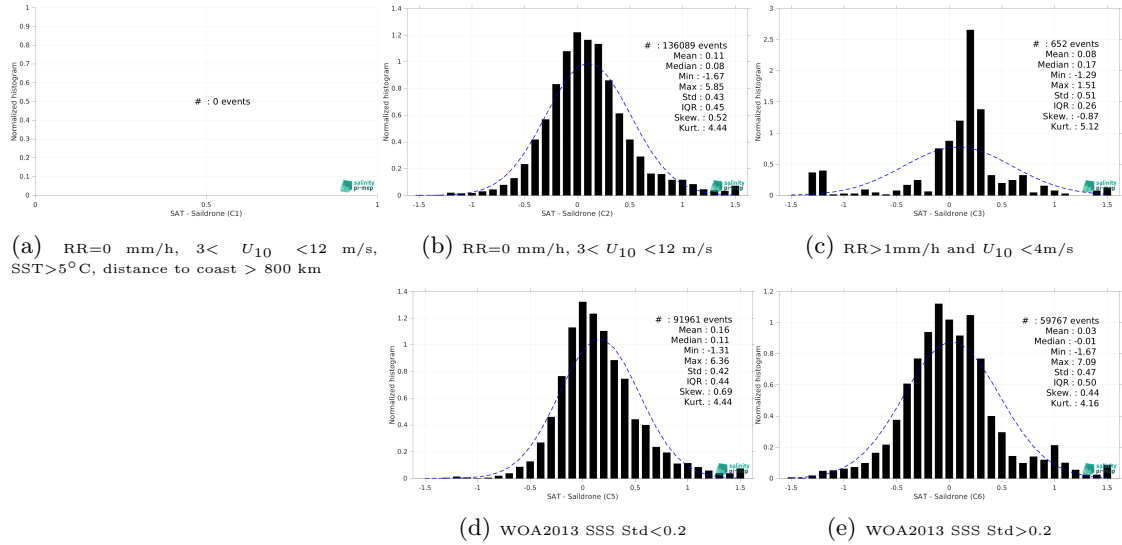 1
0.9
0.8
0.7
0.6
0.5
0.4
0.3
0.2
0.1
0
Normalized histogram
# : 0 events
salinity
pi-mep
0 0.5 1
SAT - Saildrone (C1)
(a) RR=0 mm/h, 3< U10 <12 m/s,
SST>5°C, distance to coast > 800 km
1.4
1.2
1
0.8
0.6
0.4
0.2
0
Normalized histogram
# : 136089 events
Mean : 0.11
Median : 0.08
Min : -1.67
Max : 5.85
Std : 0.43
IQR : 0.45
Skew. : 0.52
Kurt. : 4.44
salinity
pi-mep
-1.5 -1 -0.5 0 0.5 1 1.5
SAT - Saildrone (C2)
(b) RR=0 mm/h, 3< U10 <12 m/s
3
2.5
2
1.5
1
0.5
0
Normalized histogram
# : 652 events
Mean : 0.08
Median : 0.17
Min : -1.29
Max : 1.51
Std : 0.51
IQR : 0.26
Skew. : -0.87
Kurt. : 5.12
salinity
pi-mep
-1.5 -1 -0.5 0 0.5 1 1.5
SAT - Saildrone (C3)
(c) RR>1mm/h and U10 <4m/s
1.4
1.2
1
0.8
0.6
0.4
0.2
0
Normalized histogram
# : 91961 events
Mean : 0.16
Median : 0.11
Min : -1.31
Max : 6.36
Std : 0.42
IQR : 0.44
Skew. : 0.69
Kurt. : 4.44
salinity
pi-mep
-1.5 -1 -0.5 0 0.5 1 1.5
SAT - Saildrone (C5)
(d) WOA2013 SSS Std<0.2
1.2
1
0.8
0.6
0.4
0.2
0
Normalized histogram
# : 59767 events
Mean : 0.03
Median : -0.01
Min : -1.67
Max : 7.09
Std : 0.47
IQR : 0.50
Skew. : 0.44
Kurt. : 4.16
salinity
pi-mep
-1.5 -1 -0.5 0 0.5 1 1.5
SAT - Saildrone (C6)
(e) WOA2013 SSS Std>0.2